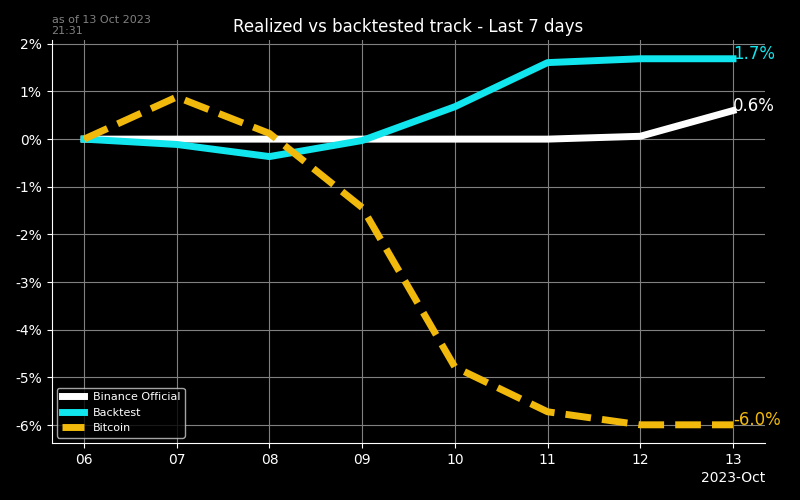 as of 13 Oct 2023
21:31
Realized vs backtested track - Last 7 days
2%
1%
0%
-1%
-2%
-3%
-4%
-5%
-6%
1.7%
0.6%
-6.0%
Binance Official
Backtest
Bitcoin
06 07 08 09 10 11 12 13
2023-Oct